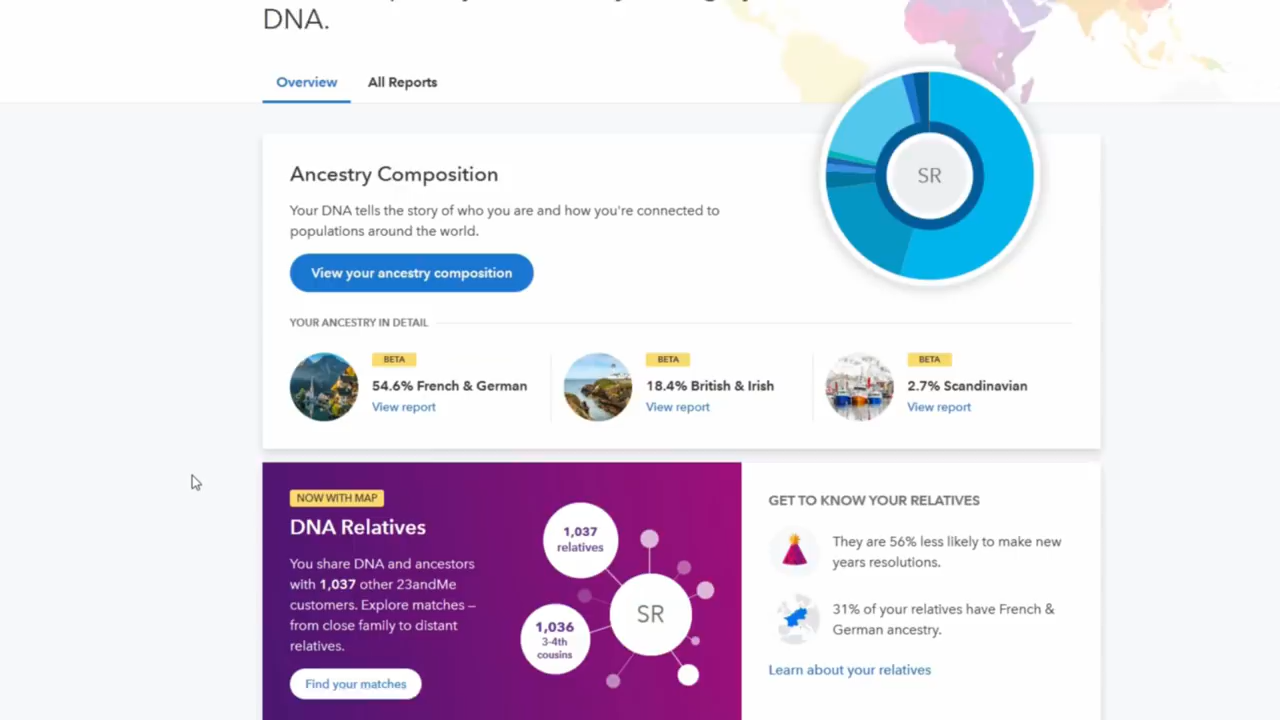 DNA.
Overview
All Reports
SR
Ancestry Composition
Your DNA tells the story of who you are and how you're connected to
populations around the world.
View your ancestry composition
YOUR ANCESTRY IN DETAIL
BETA
54.6% French & German
View report
BETA
18.4% British & Irish
View report
BETA
2.7% Scandinavian
View report
NOW WITH MAP
DNA Relatives
You share DNA and ancestors
with 1,037 other 23andMe
customers. Explore matches –
from close family to distant
relatives.
Find your matches
1,037
relatives
SR
1,036
3-4th
cousins
GET TO KNOW YOUR RELATIVES
They are 56% less likely to make new
years resolutions.
31% of your relatives have French &
German ancestry.
Learn about your relatives